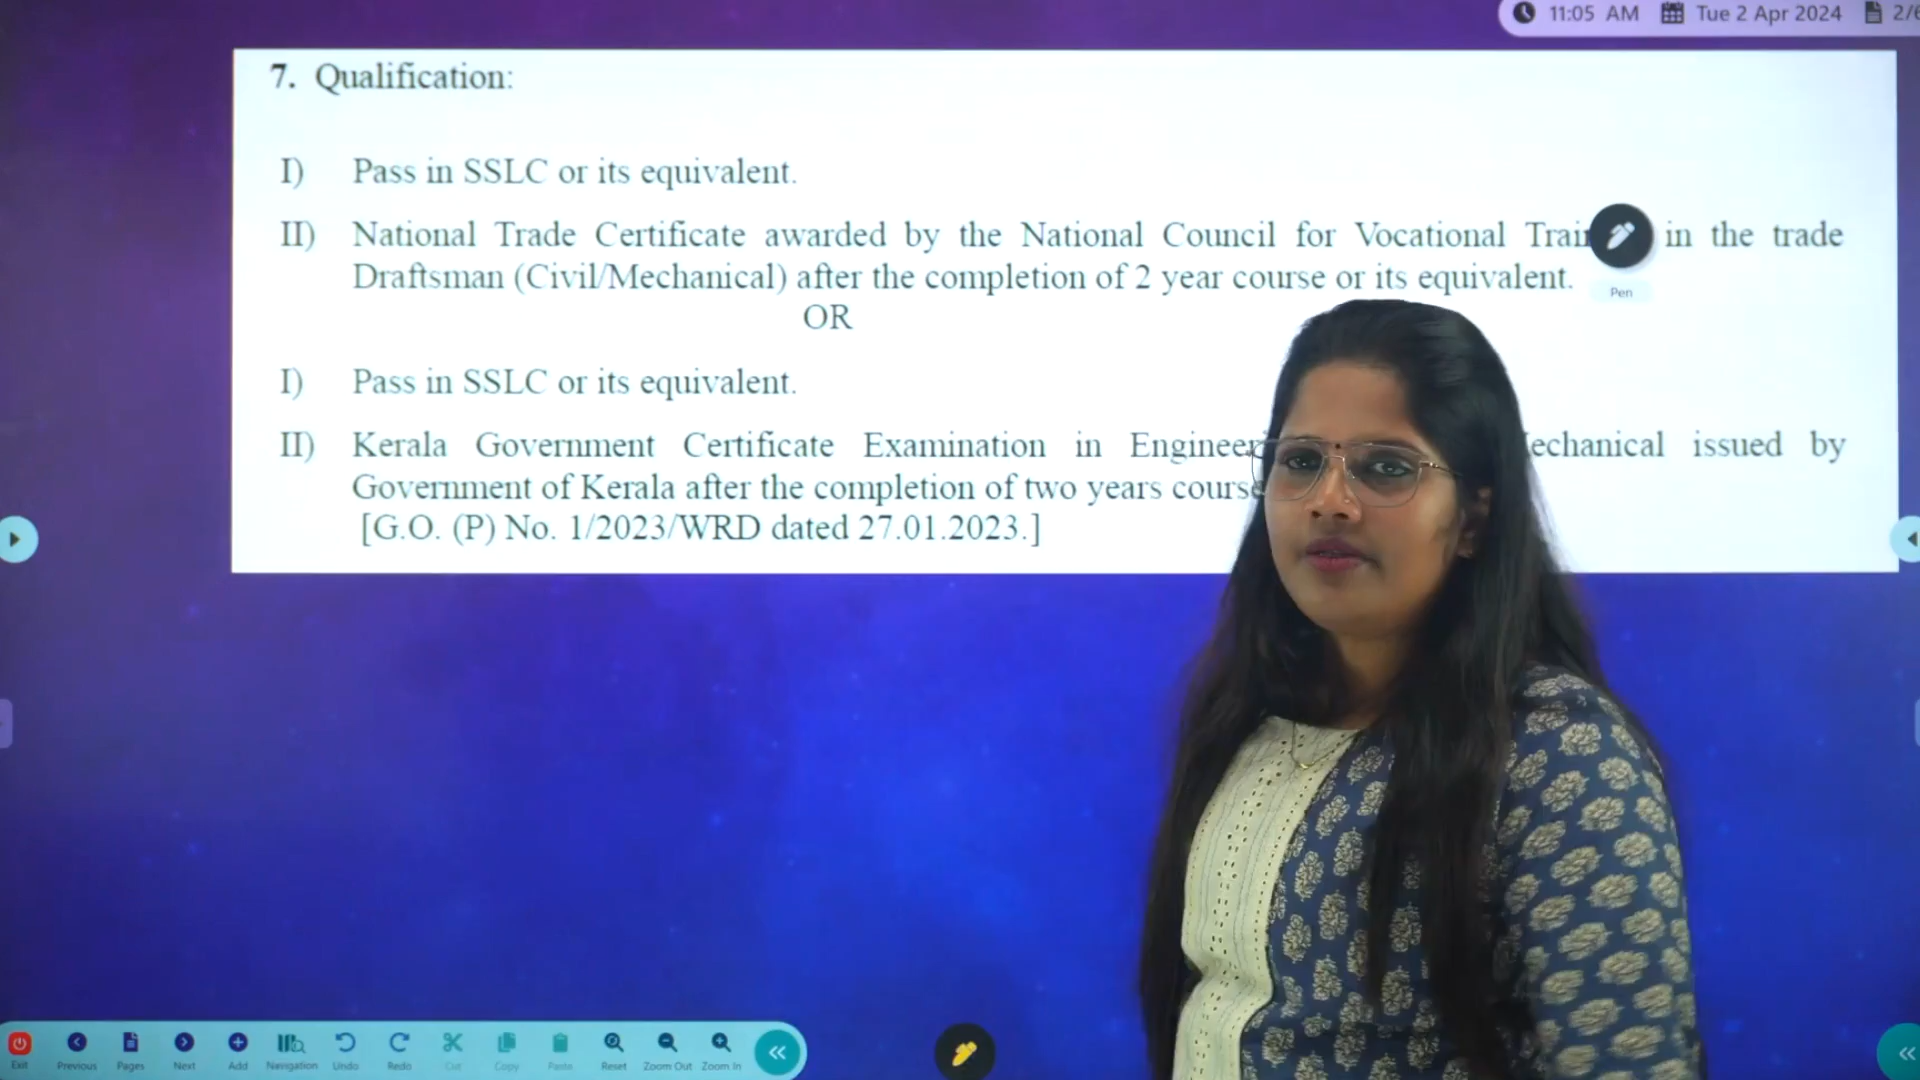 11:05 AM Tue 2 Apr 2024 2/6
7. Qualification:
I) Pass in SSLC or its equivalent.
II) National Trade Certificate awarded by the National Council for Vocational in the trade
Draftsman (Civil/Mechanical) after the completion of 2 year course or its equivalent.
Pen
OR
I) Pass in SSLC or its equivalent.
II) Kerala Government Certificate Examination in issued by
Government of Kerala after the completion of two years
[G.O. (P) No. 1/2023/WRD dated 27.01.2023.]
Exit Previous Pages Next Add Navigation Undo Redo Cut Copy Paste Reset Zoom Out Zoom In